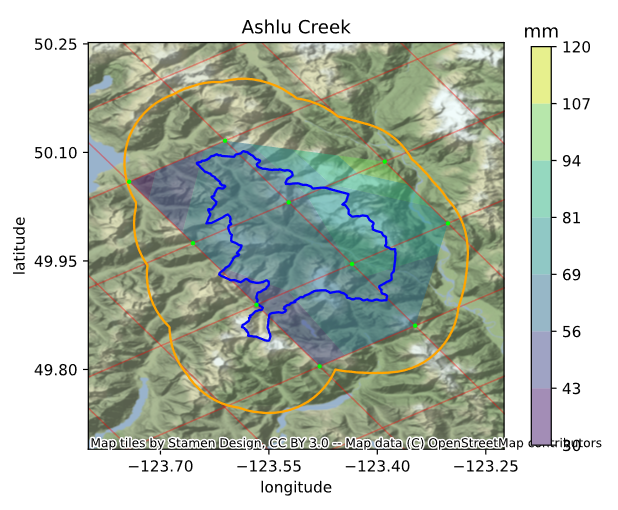 Ashlu Creek
mm
50.25
50.10
49.95
49.80
latitude
−123.70 −123.55 −123.40 −123.25
longitude
120
107
94
81
69
56
43
30
Map tiles by Stamen Design, CC BY 3.0 -- Map data (C) OpenStreetMap contributors